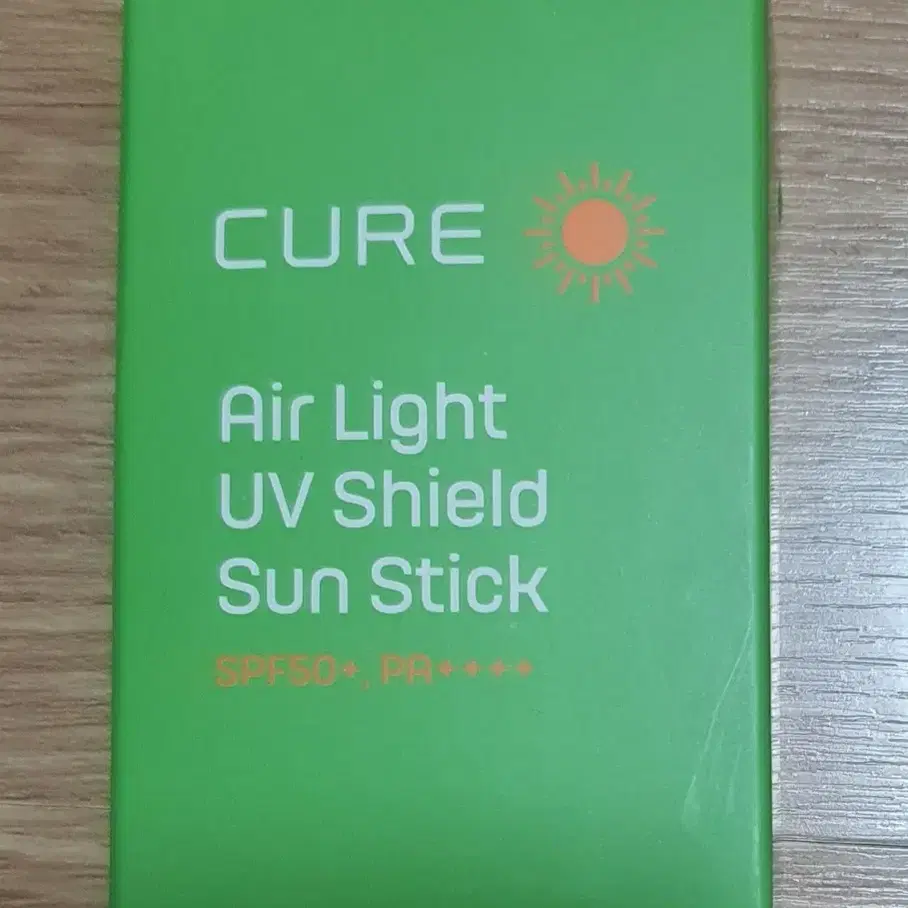 CURE
Air Light
UV Shield
Sun Stick
SPF50+, PA++++